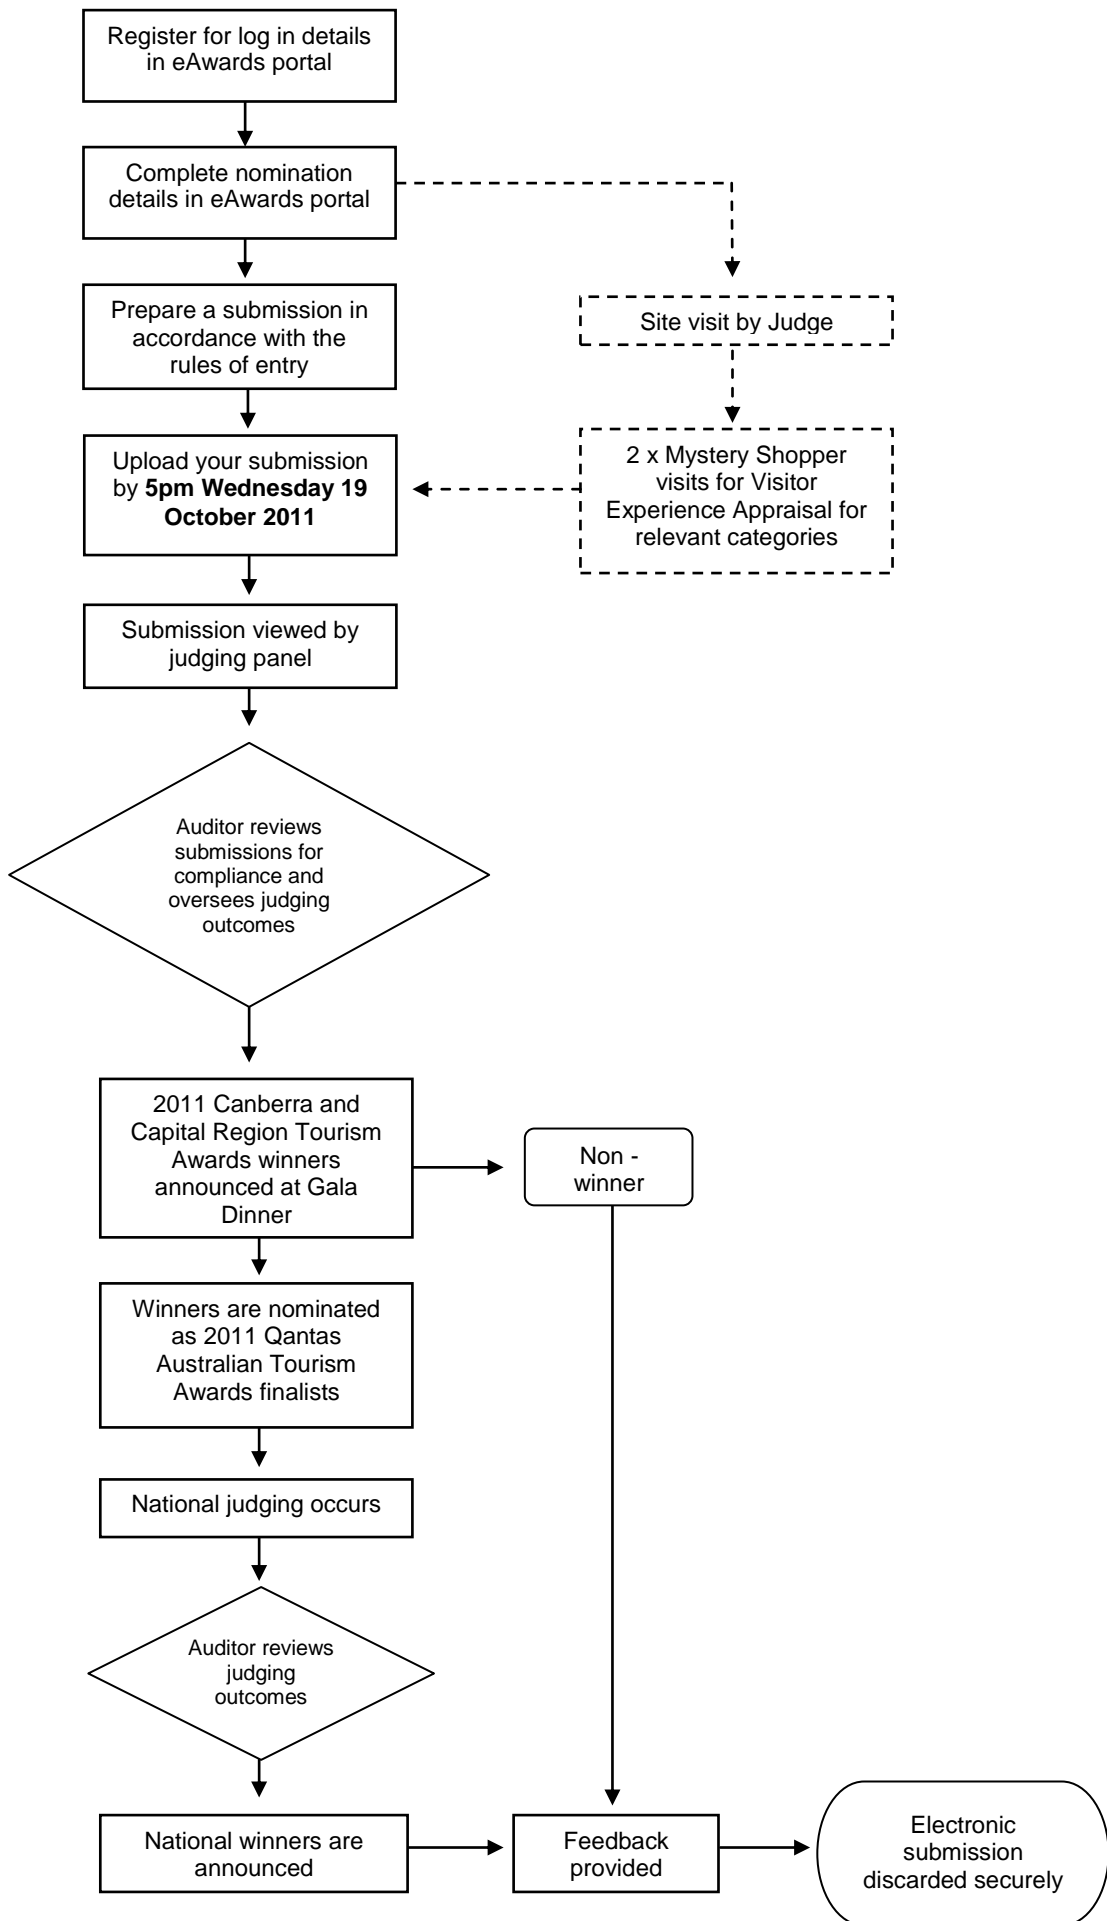 Register for log in details
in eAwards portal
Complete nomination
details in eAwards portal
Prepare a submission in
accordance with the
rules of entry
Site visit by Judge
Upload your submission
by 5pm Wednesday 19
October 2011
2 x Mystery Shopper
visits for Visitor
Experience Appraisal for
relevant categories
Submission viewed by
judging panel
Auditor reviews
submissions for
compliance and
oversees judging
outcomes
2011 Canberra and
Capital Region Tourism
Awards winners
announced at Gala
Dinner
Non -
winner
Winners are nominated
as 2011 Qantas
Australian Tourism
Awards finalists
National judging occurs
Auditor reviews
judging
outcomes
National winners are
announced
Feedback
provided
Electronic
submission
discarded securely